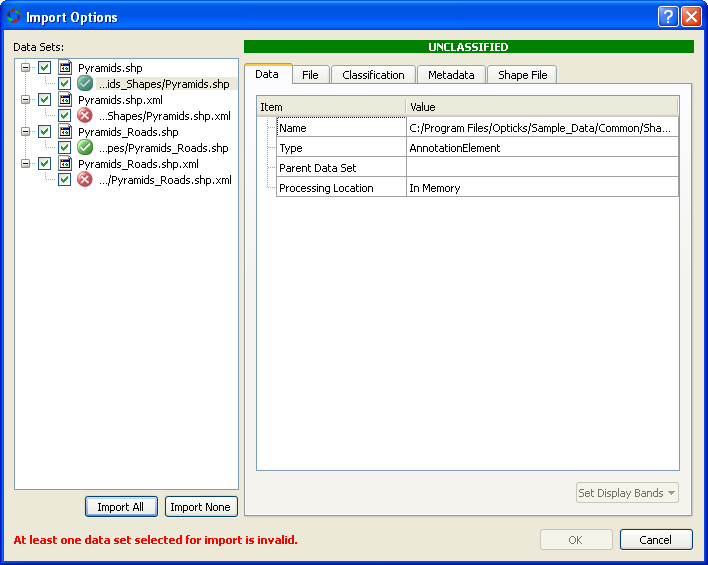 Import Options
Data Sets:
Pyramids.shp
...ids_Shapes/Pyramids.shp
Pyramids.shp.xml
...Shapes/Pyramids.shp.xml
Pyramids_Roads.shp
...pes/Pyramids_Roads.shp
Pyramids_Roads.shp.xml
.../Pyramids_Roads.shp.xml
Import All Import None
UNCLASSIFIED
Data File Classification Metadata Shape File
Item Value
Name C:/Program Files/Opticks/Sample_Data/Common/Sha...
Type AnnotationElement
Parent Data Set
Processing Location In Memory
Set Display Bands
At least one data set selected for import is invalid.
OK Cancel